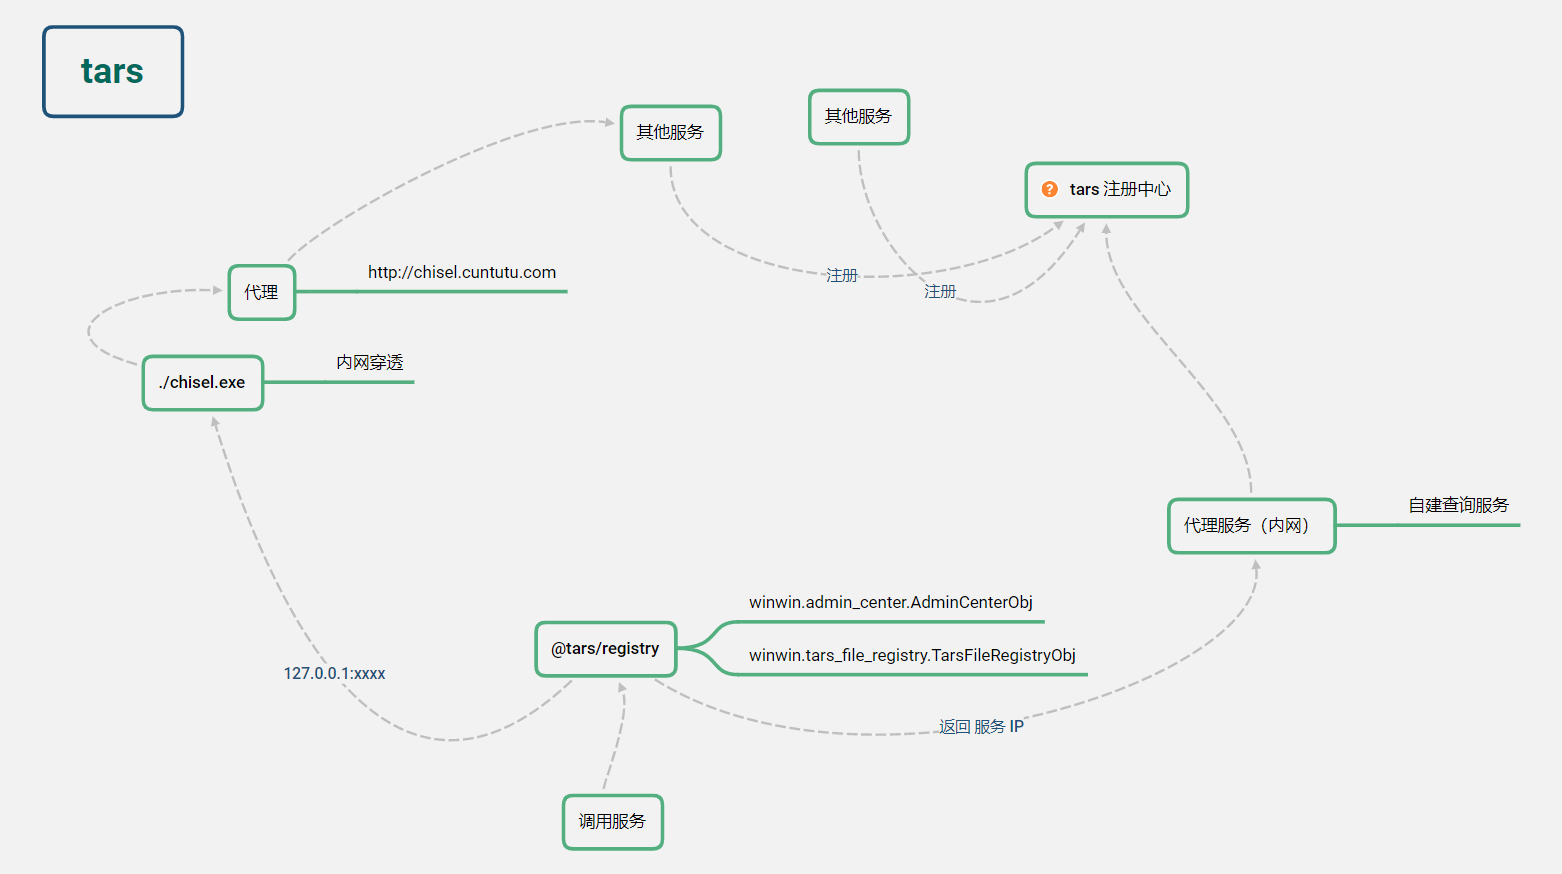 tars
其他服务
其他服务
tars 注册中心
http://chisel.cuntutu.com
代理
注册
注册
内网穿透
./chisel.exe
自建查询服务
代理服务（内网）
winwin.admin_center.AdminCenterObj
@tars/registry
winwin.tars_file_registry.TarsFileRegistryObj
127.0.0.1:xxxx
返回 服务 IP
调用服务